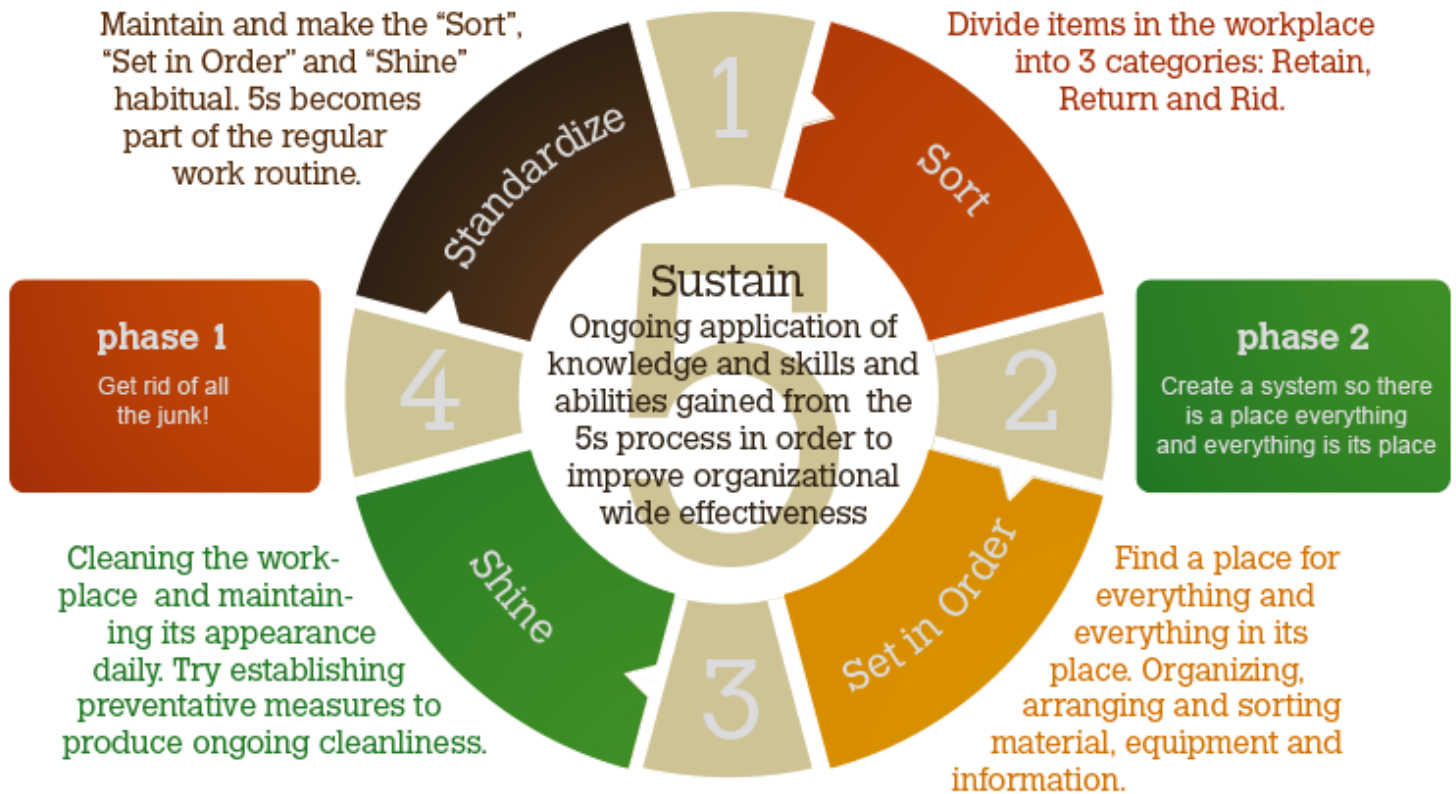 Maintain and make the “Sort”,
“Set in Order” and “Shine”
habitual. 5s becomes
part of the regular
work routine.
1
Divide items in the workplace
into 3 categories: Retain,
Return and Rid.
Standardize
Sort
phase 1
Get rid of all
the junk!
4
5
Sustain
Ongoing application of
knowledge and skills and
abilities gained from the
5s process in order to
improve organizational
wide effectiveness
2
phase 2
Create a system so there
is a place everything
and everything is its place
Shine
Set in Order
3
Cleaning the work-
place and maintain-
ing its appearance
daily. Try establishing
preventative measures to
produce ongoing cleanliness.
Find a place for
everything and
everything in its
place. Organizing,
arranging and sorting
material, equipment and
information.